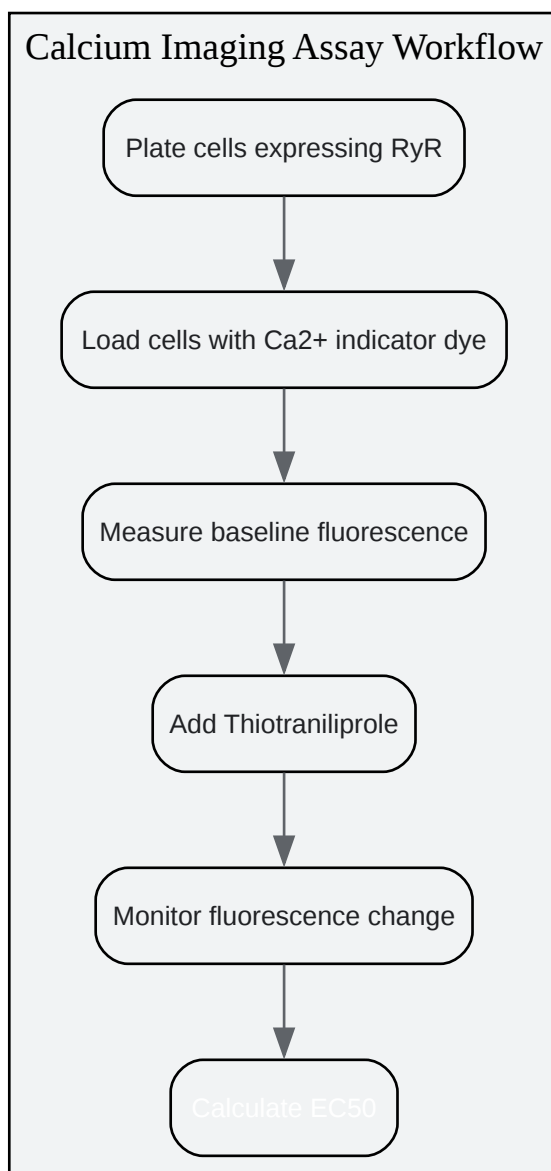 Calcium Imaging Assay Workflow
Plate cells expressing RyR
Load cells with Ca2+ indicator dye
Measure baseline fluorescence
Add Thiotraniliprole
Monitor fluorescence change
Calculate EC50